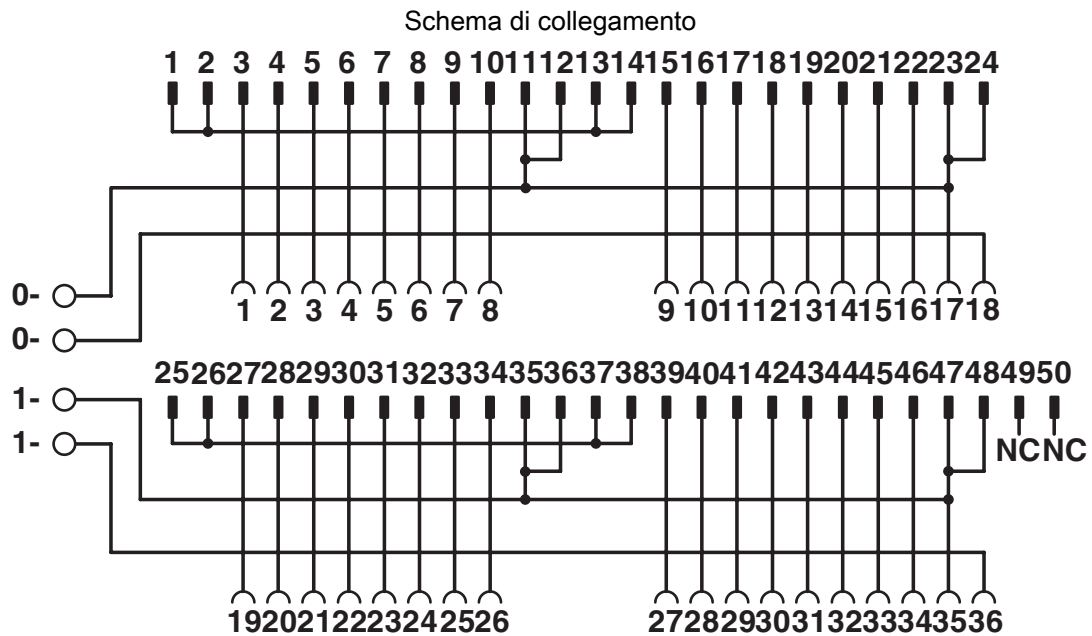 Schema di collegamento
1 2 3 4 5 6 7 8 9 10 11 12 13 14 15 16 17 18 19 20 21 22 23 24
0-
1 2 3 4 5 6 7 8 9 10 11 12 13 14 15 16 17 18
0-
25 26 27 28 29 30 31 32 33 34 35 36 37 38 39 40 41 42 43 44 45 46 47 48 49 50
1-
1-
NC NC
19 20 21 22 23 24 25 26 27 28 29 30 31 32 33 34 35 36